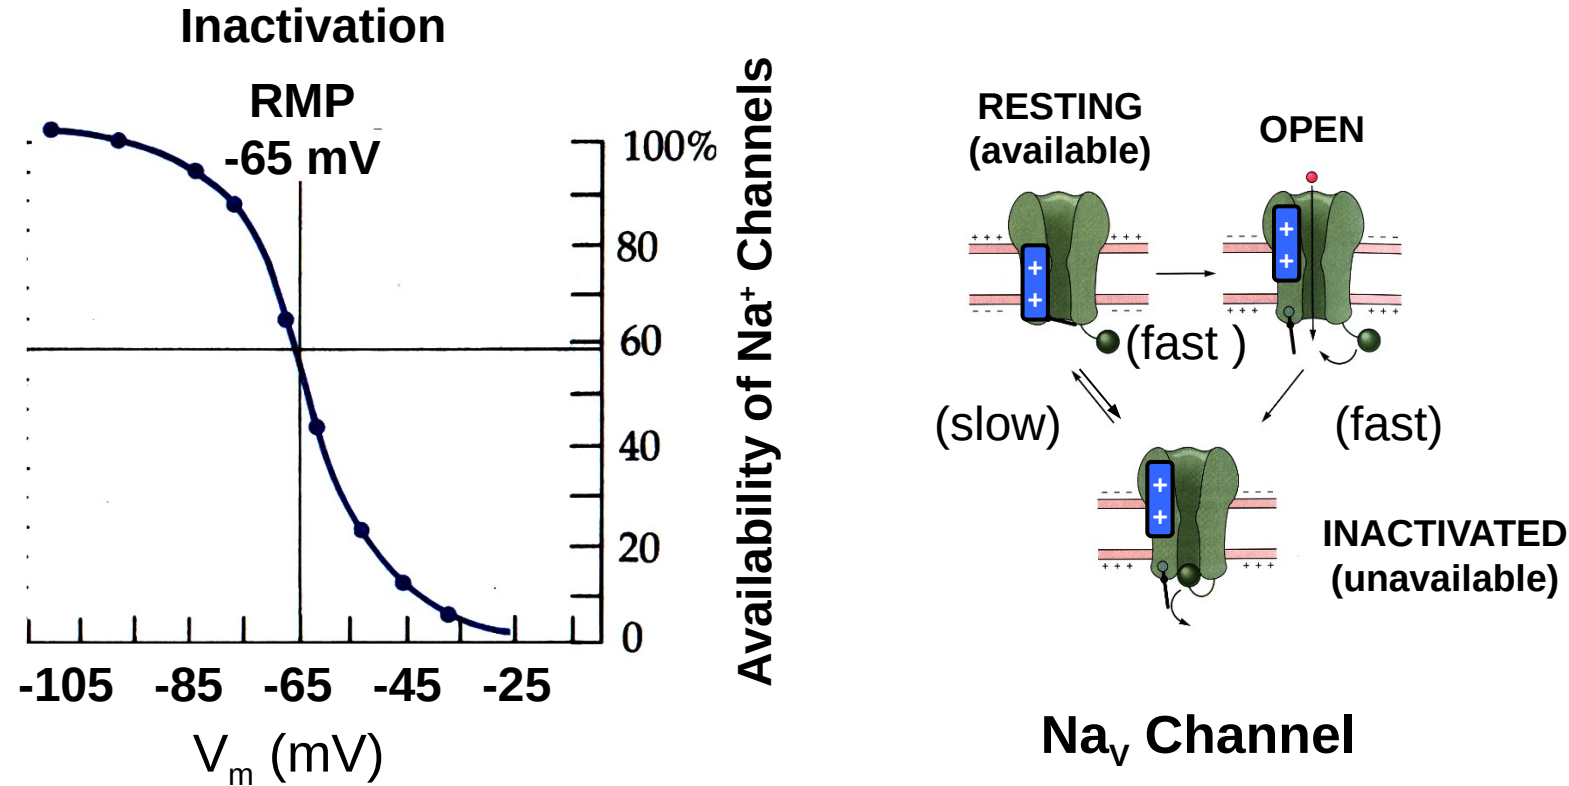 Inactivation
RMP
-65 mV
100%
80
60
40
20
0
Availability of Na+ Channels
-105 -85 -65 -45 -25
Vm (mV)
RESTING
(available)
OPEN
+ + + + + + - - - - - - - -
+
+
+
+
- - - - - - + + + + + + +
(fast )
(slow)
(fast)
+
+
- - - - - - - -
+ + + + + + +
INACTIVATED
(unavailable)
NaV Channel